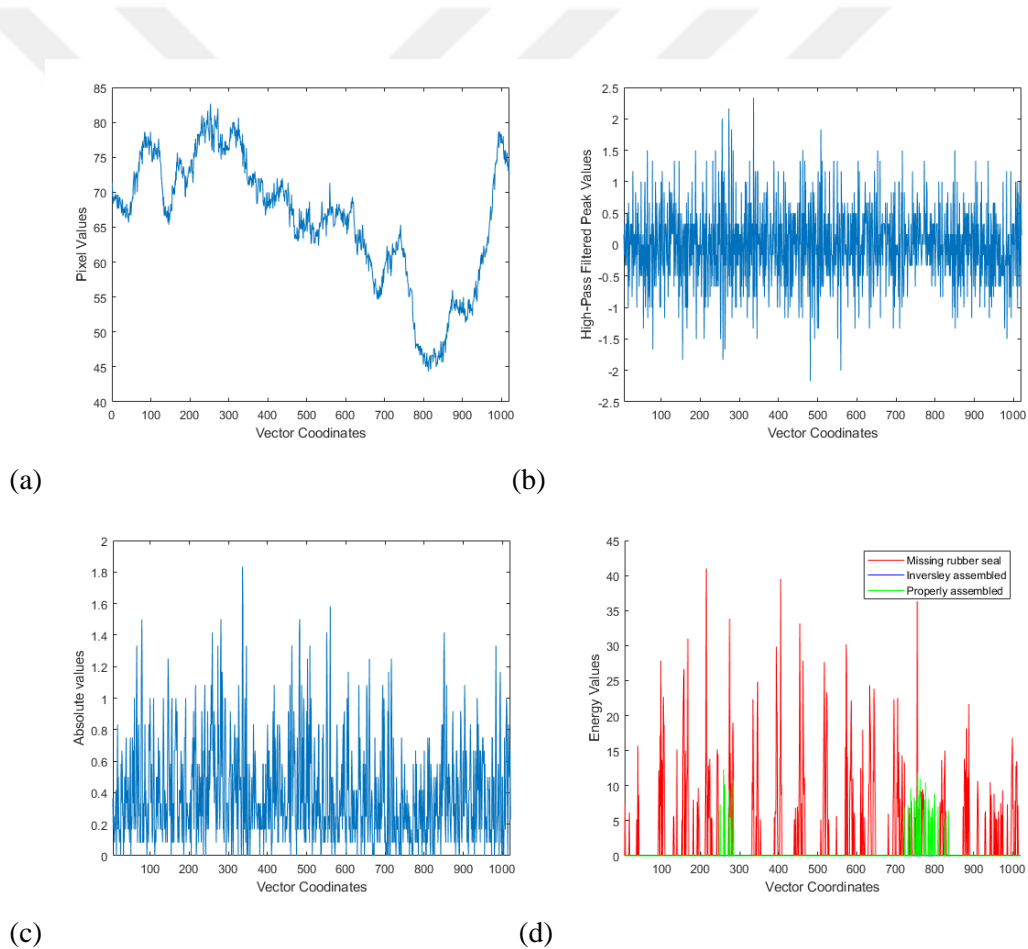 85
80
75
70
65
60
55
50
45
40
Pixel Values
0 100 200 300 400 500 600 700 800 900 1000
Vector Coodinates
(a)
2.5
2
1.5
1
0.5
0
-0.5
-1
-1.5
-2
-2.5
High-Pass Filtered Peak Values
100 200 300 400 500 600 700 800 900 1000
Vector Coodinates
(b)
2
1.8
1.6
1.4
1.2
1
0.8
0.6
0.4
0.2
0
Absolute values
100 200 300 400 500 600 700 800 900 1000
Vector Coodinates
(c)
45
40
35
30
25
20
15
10
5
0
Energy Values
Missing rubber seal
Inversley assembled
Properly assembled
100 200 300 400 500 600 700 800 900 1000
Vector Coordinates
(d)